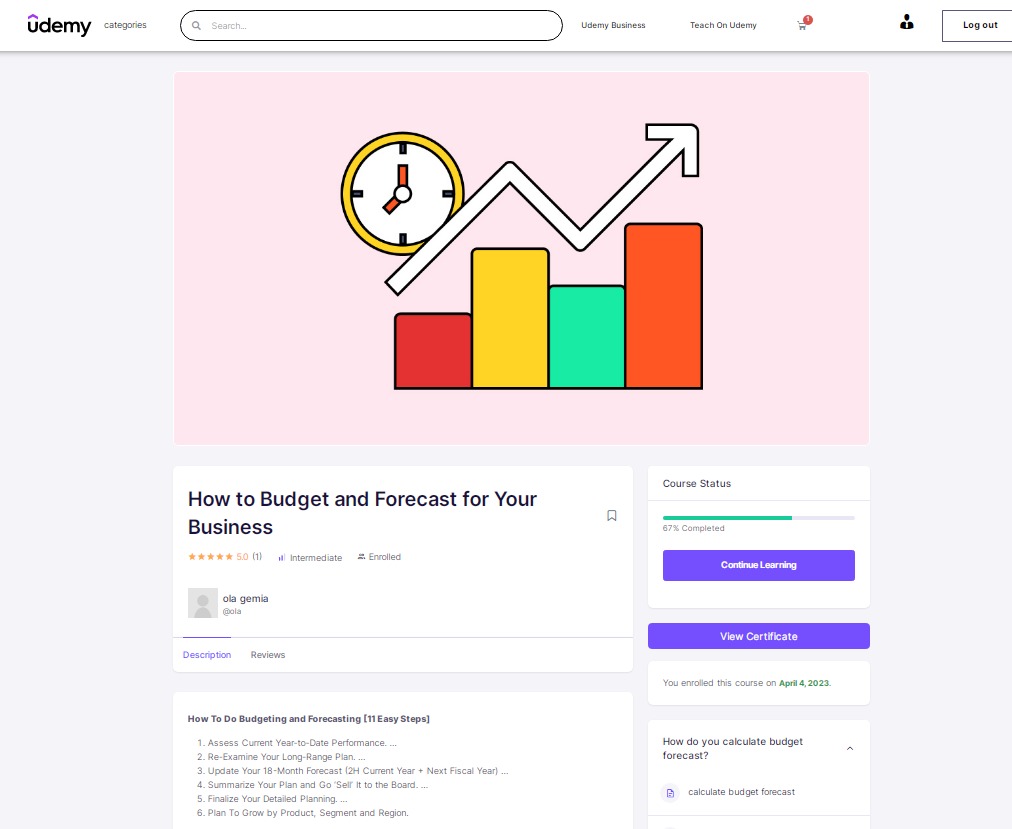 udemy
categories
Search...
Udemy Business
Teach On Udemy
1
Log out
How to Budget and Forecast for Your
Business
5.0 (1)
Intermediate
Enrolled
ola gemia
@ola
Description
Reviews
How To Do Budgeting and Forecasting [11 Easy Steps]
1. Assess Current Year-to-Date Performance. ...
2. Re-Examine Your Long-Range Plan. ...
3. Update Your 18-Month Forecast (2H Current Year + Next Fiscal Year) ...
4. Summarize Your Plan and Go 'Sell' It to the Board. ...
5. Finalize Your Detailed Planning. ...
6. Plan To Grow by Product, Segment and Region.
Course Status
67% Completed
Continue Learning
View Certificate
You enrolled this course on April 4, 2023.
How do you calculate budget
forecast?
calculate budget forecast